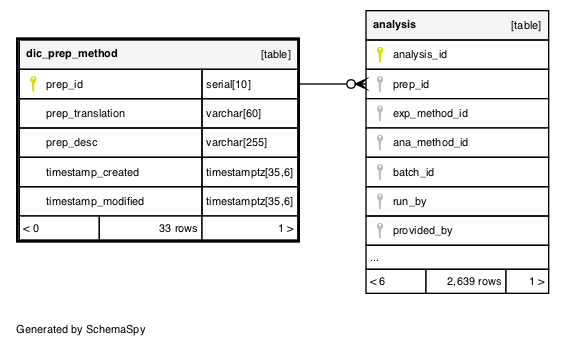 dic_prep_method [table]
prep_id serial[10]
prep_translation varchar[60]
prep_desc varchar[255]
timestamp_created timestamptz[35,6]
timestamp_modified timestamptz[35,6]
< 0 33 rows 1 >
analysis [table]
analysis_id
prep_id
exp_method_id
ana_method_id
batch_id
run_by
provided_by
...
< 6 2,639 rows 1 >
Generated by SchemaSpy